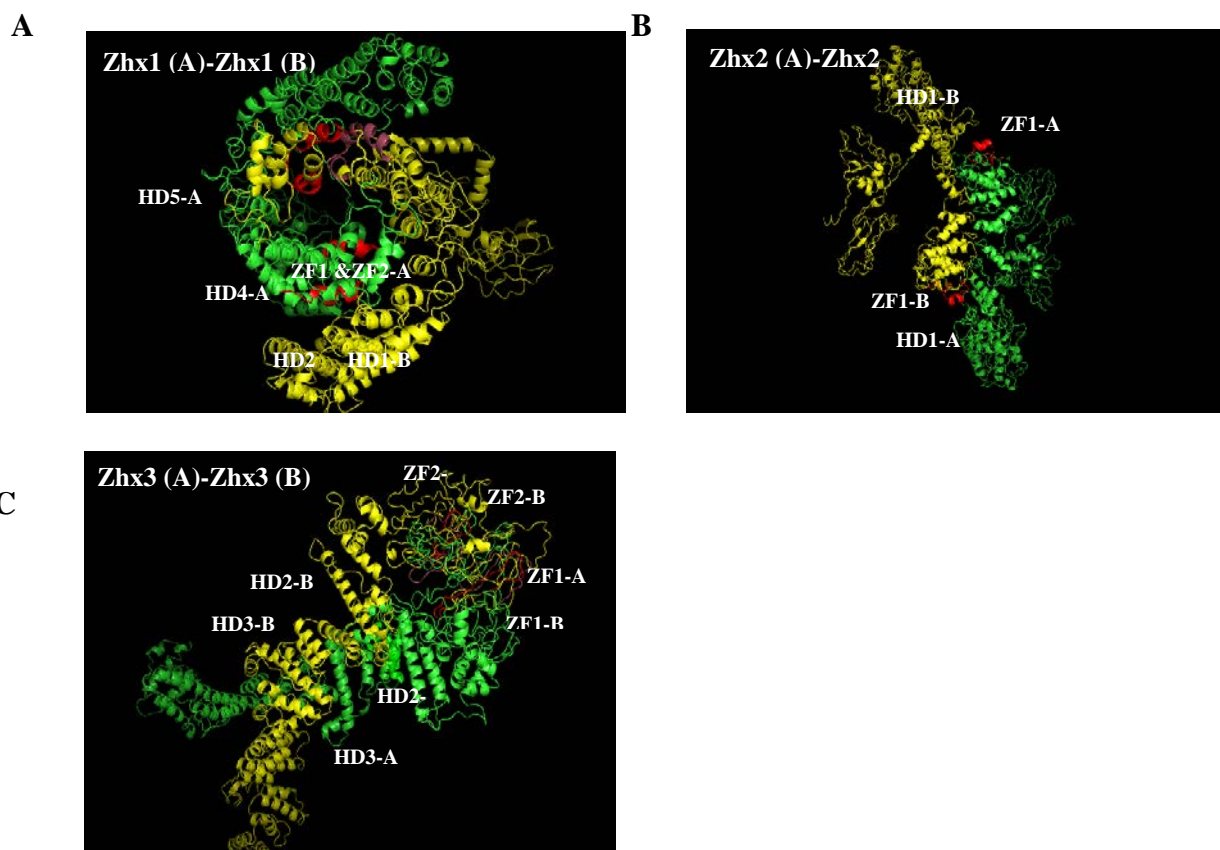 A
B
Zhx1 (A)-Zhx1 (B)
Zhx2 (A)-Zhx2
HD1-B
ZF1-A
HD5-A
ZF1 &ZF2-A
HD4-A
ZF1-B
HD1-A
HD2
HD1-B
C
Zhx3 (A)-Zhx3 (B)
ZF2-
ZF2-B
ZF1-A
HD2-B
HD3-B
ZF1-B
HD2-
HD3-A